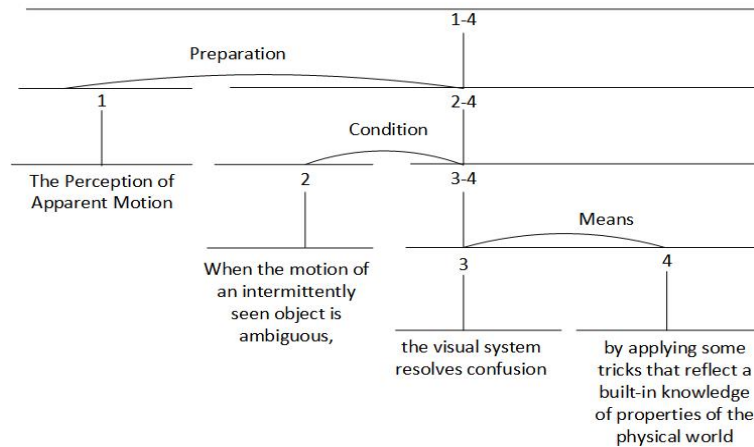 1-4
Preparation
1
2-4
Condition
The Perception of
Apparent Motion
2
3-4
Means
When the motion of
an intermittently
seen object is
ambiguous,
3
4
the visual system
resolves confusion
by applying some
tricks that reflect a
built-in knowledge
of properties of the
physical world